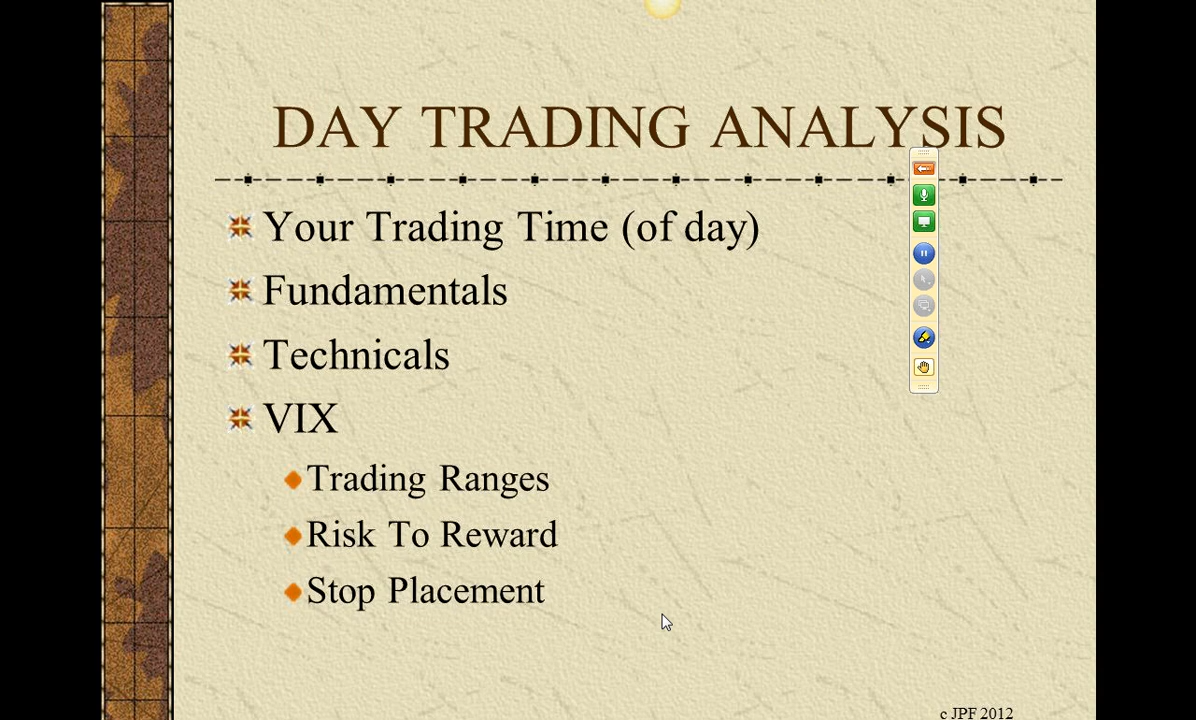 DAY TRADING ANALYSIS
Your Trading Time (of day)
Fundamentals
Technicals
VIX
Trading Ranges
Risk To Reward
Stop Placement
c JPF 2012